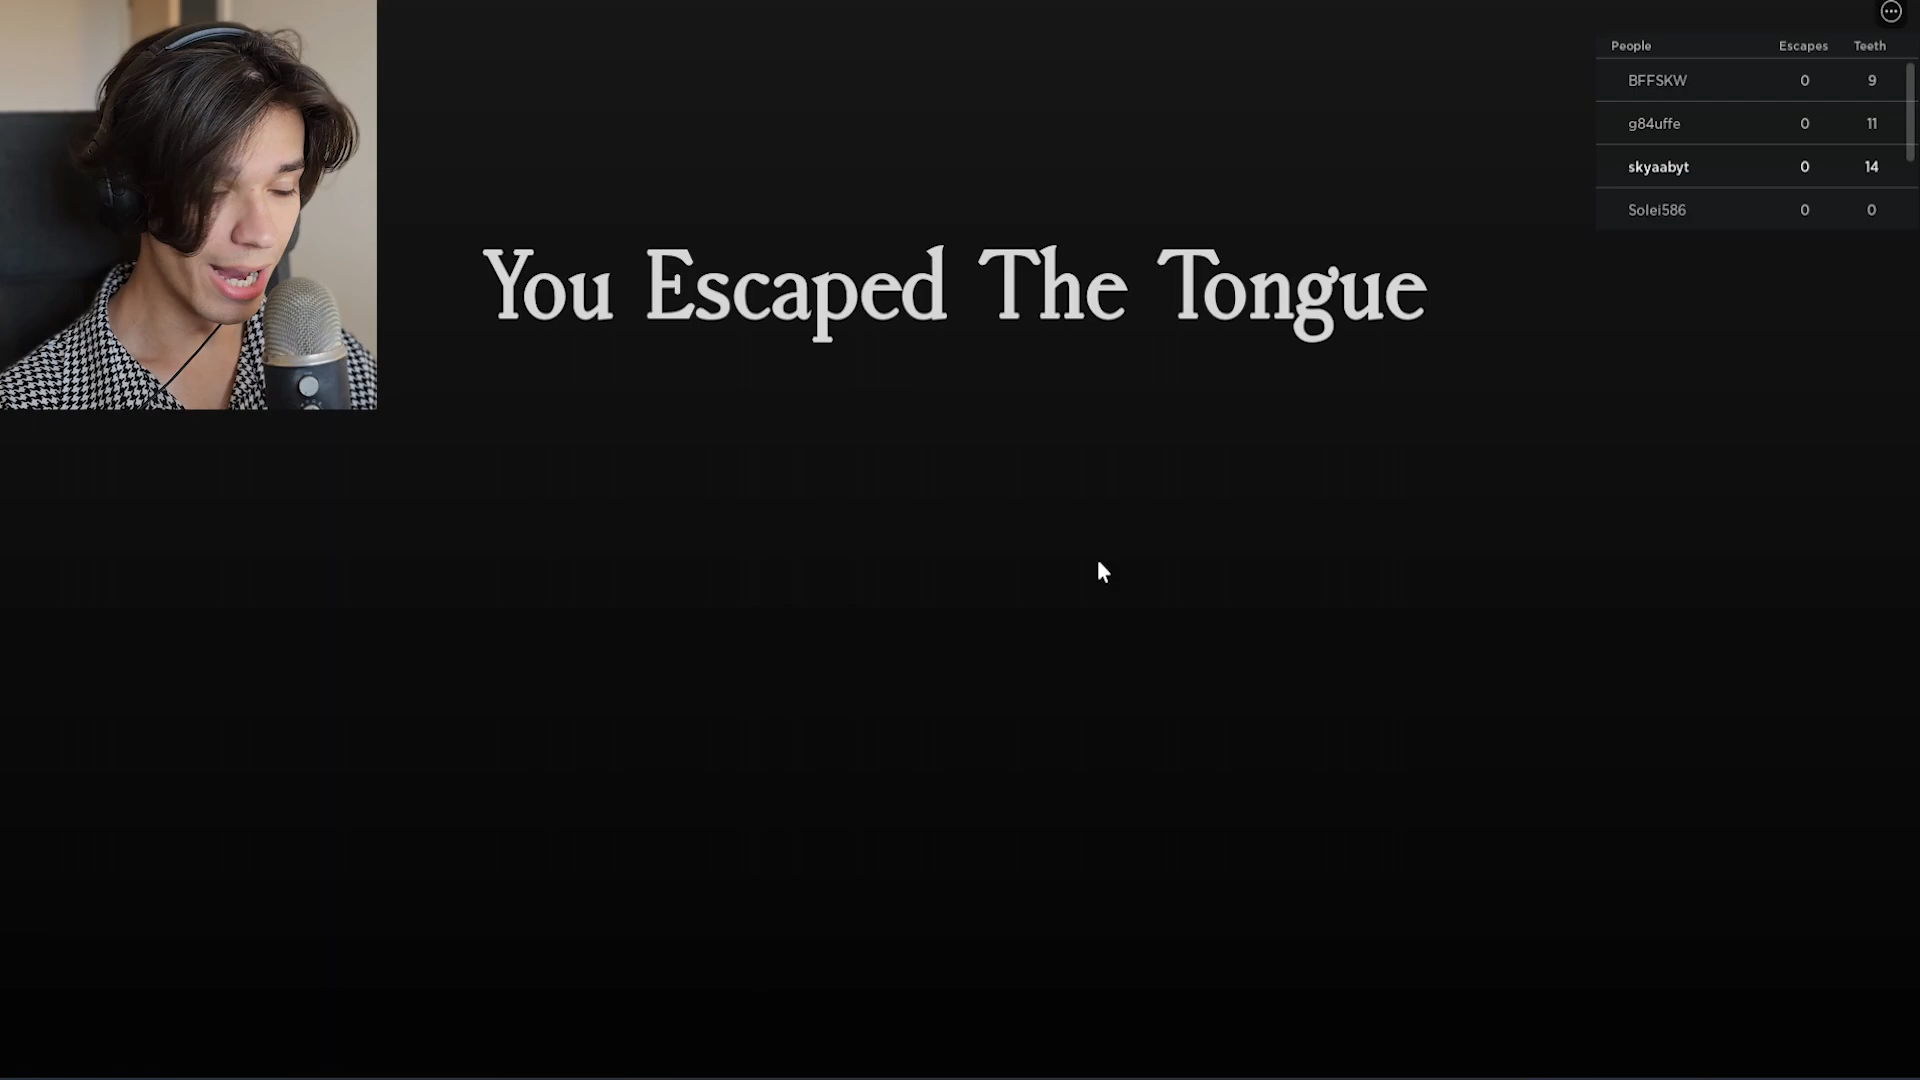 People Escapes Teeth
BFFSKW 0 9
g84uffe 0 11
skyaabyt 0 14
Solei586 0 0
You Escaped The Tongue